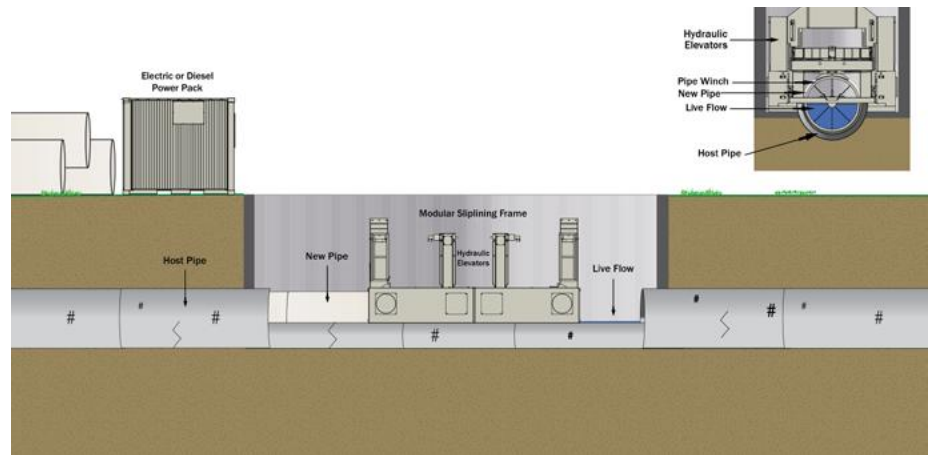 Hydraulic
Elevators
Pipe Winch
New Pipe
Live Flow
Host Pipe
Electric or Diesel
Power Pack
Modular Sliplining Frame
Host Pipe
New Pipe
Hydraulic
Elevators
Live Flow
#
#
#
#
#
#
#
#
#